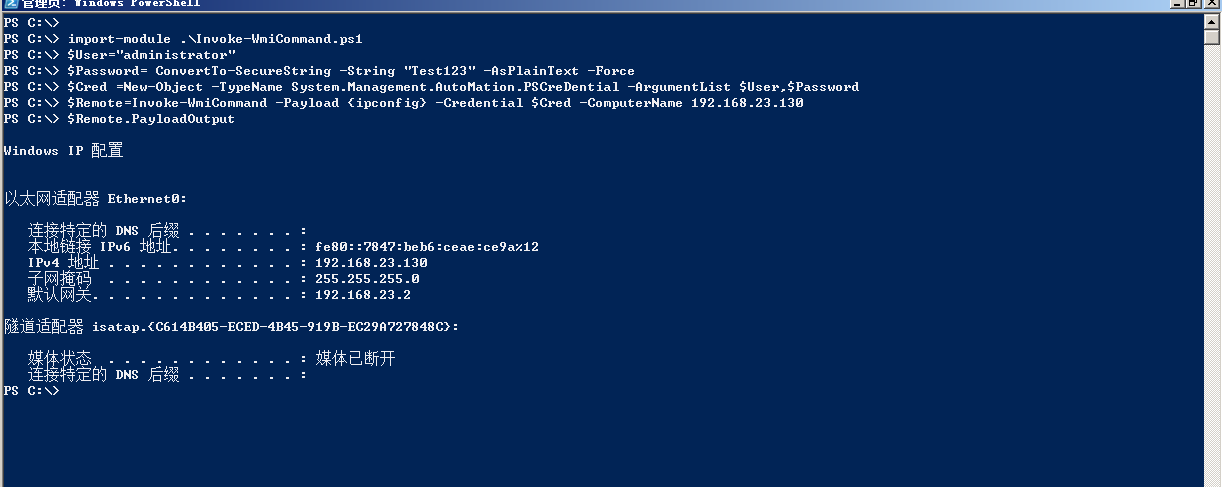 管理员: Windows PowerShell
PS C:\>
PS C:\> import-module .\Invoke-WmiCommand.ps1
PS C:\> $User="administrator"
PS C:\> $Password= ConvertTo-SecureString -String "Test123" -AsPlainText -Force
PS C:\> $Cred =New-Object -TypeName System.Management.AutoMation.PSCreDential -ArgumentList $User,$Password
PS C:\> $Remote=Invoke-WmiCommand -Payload {ipconfig} -Credential $Cred -ComputerName 192.168.23.130
PS C:\> $Remote.PayloadOutput
Windows IP 配置
以太网适配器 Ethernet0:
连接特定的 DNS 后缀 . . . . . . . :
本地链接 IPv6 地址. . . . . . . . : fe80::7847:beb6:ceae:ce9a%12
IPv4 地址 . . . . . . . . . . . . : 192.168.23.130
子网掩码 . . . . . . . . . . . . : 255.255.255.0
默认网关. . . . . . . . . . . . . : 192.168.23.2
隧道适配器 isatap.{C614B405-ECED-4B45-919B-EC29A727848C}:
媒体状态 . . . . . . . . . . . . : 媒体已断开
连接特定的 DNS 后缀 . . . . . . . :
PS C:\>